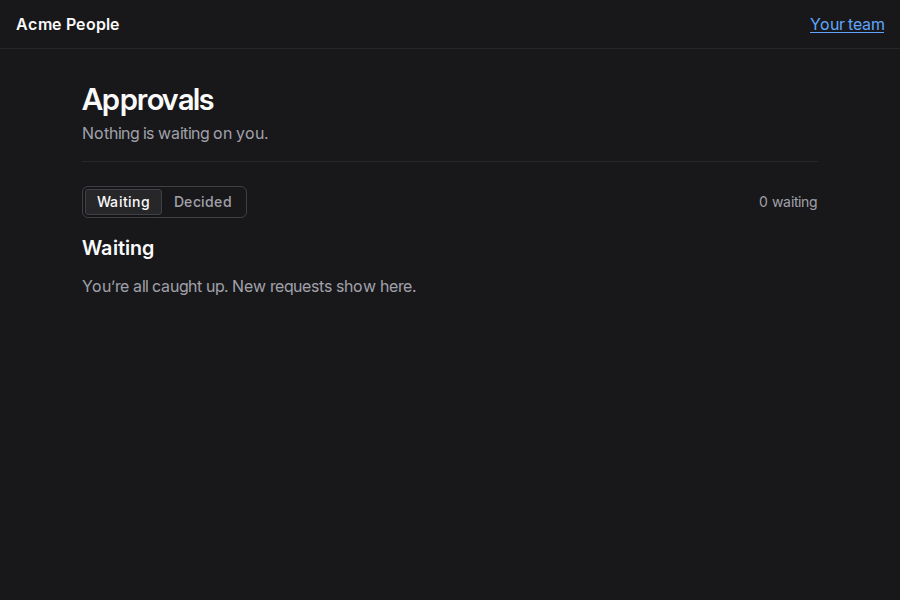 Acme People
Your team
Approvals
Nothing is waiting on you.
Waiting
Decided
0 waiting
Waiting
You’re all caught up. New requests show here.